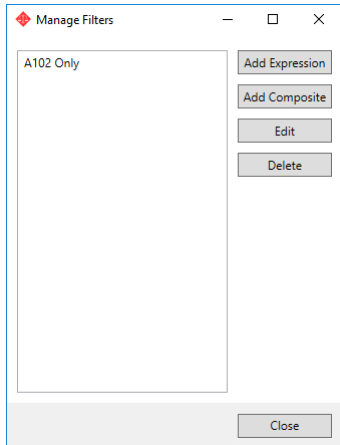 Manage Filters
A102 Only
Add Expression
Add Composite
Edit
Delete
Close